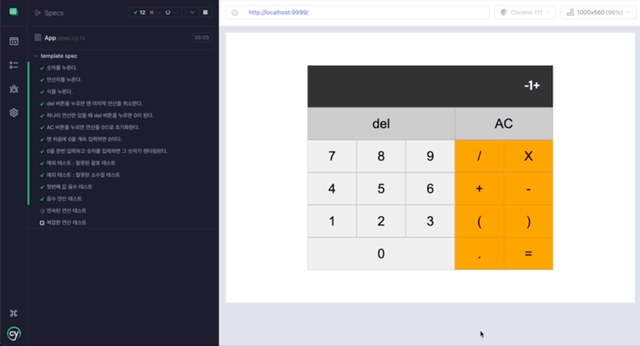 Specs
12
App spec.cy.ts
00:05
template spec
숫자를 누른다.
연산자를 누른다.
식을 누른다.
del 버튼을 누르면 맨 마지막 연산을 취소한다.
하나의 연산만 있을 때 del 버튼을 누르면 0이 된다.
AC 버튼을 누르면 연산을 0으로 초기화한다.
맨 처음에 0을 계속 입력하면 0이다.
0을 한번 입력하고 숫자를 입력하면 그 숫자가 렌더링된다.
예외 테스트 : 잘못된 괄호 테스트
예외 테스트 : 잘못된 소수점 테스트
첫번째 값 음수 테스트
음수 연산 테스트
연속된 연산 테스트
복잡한 연산 테스트
cy
http://localhost:9999/
Chrome 111
1000x660 (96%)
-1+
del AC
7 8 9 / X
4 5 6 + -
1 2 3 ( )
0 . =